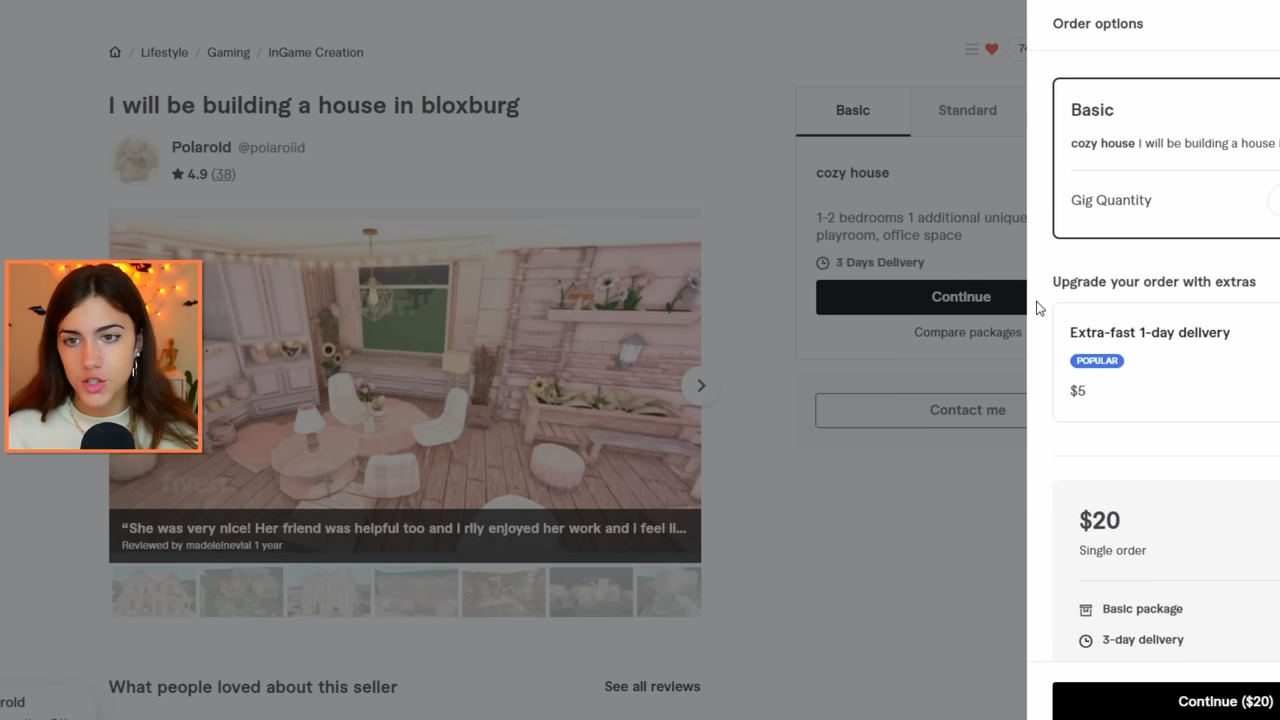 Order options
/ Lifestyle / Gaming / InGame Creation
I will be building a house in bloxburg
Polaroid @polaroiid
4.9 (38)
Basic
Standard
cozy house
1-2 bedrooms 1 additional unique
playroom, office space
3 Days Delivery
Continue
Compare packages
Contact me
"She was very nice! Her friend was helpful too and I rlly enjoyed her work and I feel li...
Reviewed by madeleinevial 1 year
What people loved about this seller
See all reviews
Basic
cozy house I will be building a house
Gig Quantity
Upgrade your order with extras
Extra-fast 1-day delivery
POPULAR
$5
$20
Single order
Basic package
3-day delivery
Continue ($20)